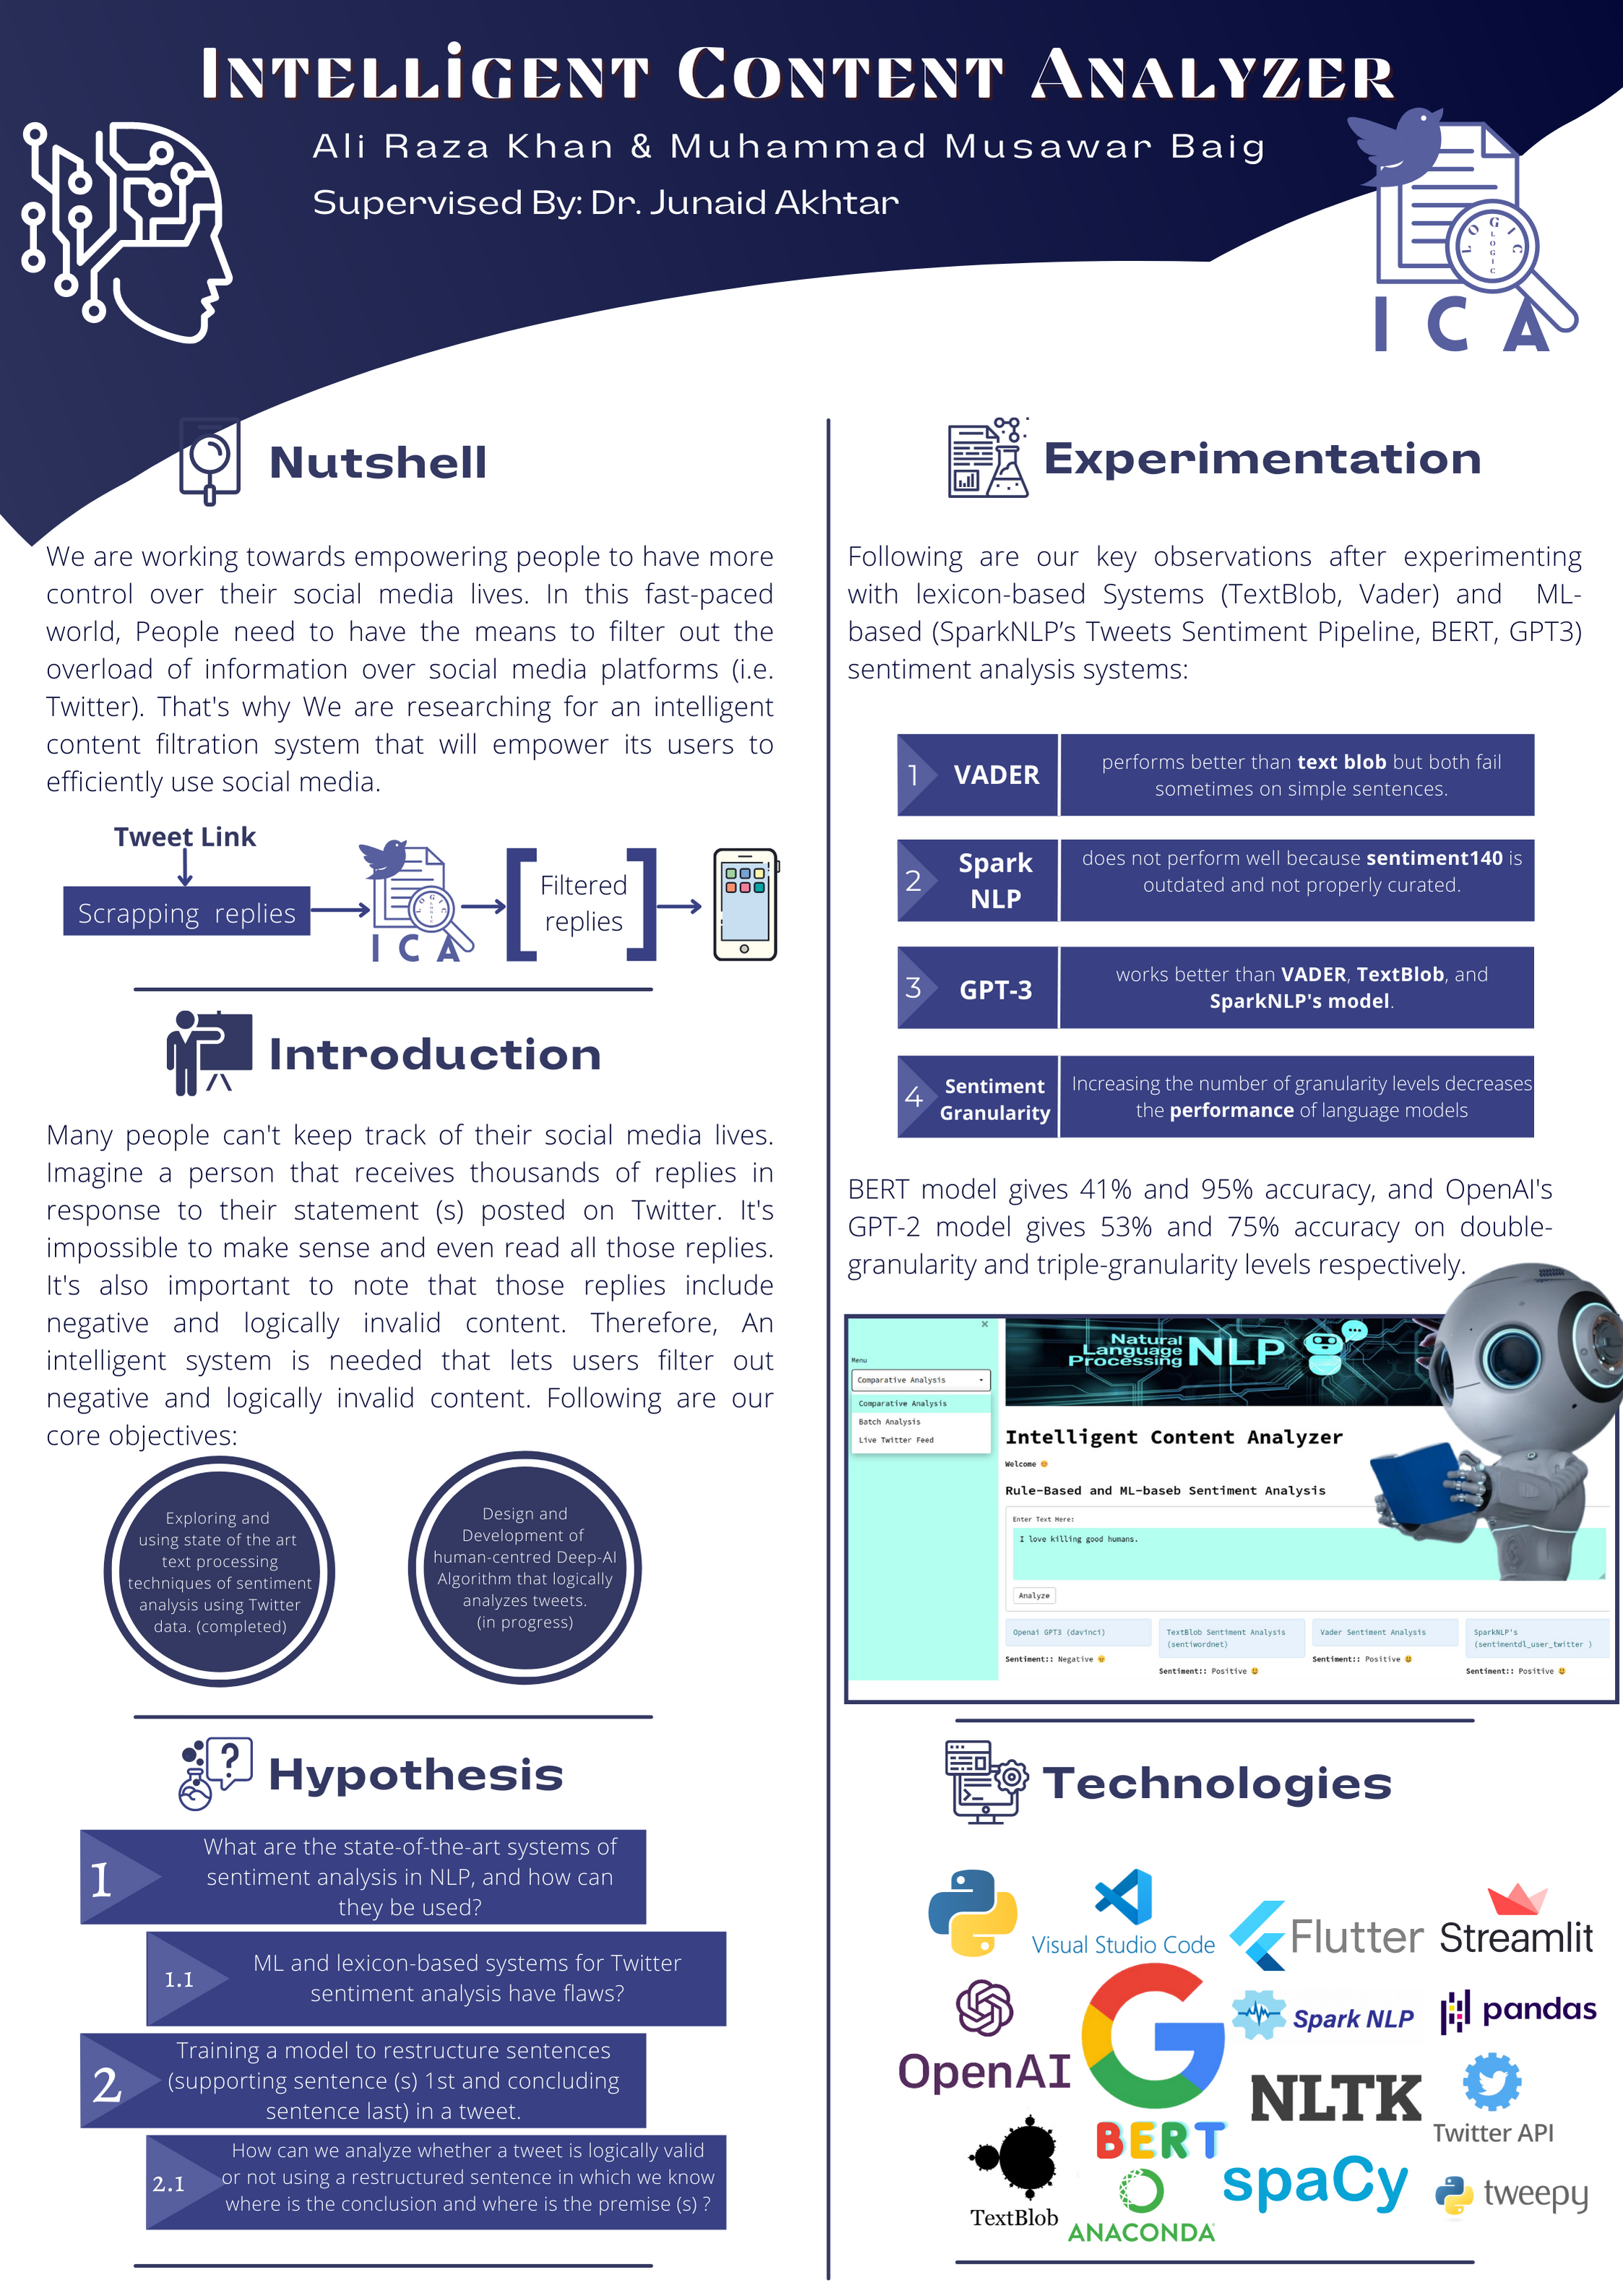 Intelligent Content Analyzer
Ali Raza Khan & Muhammad Musawar Baig
Supervised By: Dr. Junaid Akhtar
LOGIC
LOGIC
I C A
Nutshell
We are working towards empowering people to have more
control over their social media lives. In this fast-paced
world, People need to have the means to filter out the
overload of information over social media platforms (i.e.
Twitter). That's why We are researching for an intelligent
content filtration system that will empower its users to
efficiently use social media.
Tweet Link
Scrapping replies
I C A
Filtered
replies
Introduction
Many people can't keep track of their social media lives.
Imagine a person that receives thousands of replies in
response to their statement (s) posted on Twitter. It's
impossible to make sense and even read all those replies.
It's also important to note that those replies include
negative and logically invalid content. Therefore, An
intelligent system is needed that lets users filter out
negative and logically invalid content. Following are our
core objectives:
Exploring and
using state of the art
text processing
techniques of sentiment
analysis using Twitter
data. (completed)
Design and
Development of
human-centred Deep-AI
Algorithm that logically
analyzes tweets.
(in progress)
Hypothesis
1
What are the state-of-the-art systems of
sentiment analysis in NLP, and how can
they be used?
1.1
ML and lexicon-based systems for Twitter
sentiment analysis have flaws?
2
Training a model to restructure sentences
(supporting sentence (s) 1st and concluding
sentence last) in a tweet.
2.1
How can we analyze whether a tweet is logically valid
or not using a restructured sentence in which we know
where is the conclusion and where is the premise (s) ?
Experimentation
Following are our key observations after experimenting
with lexicon-based Systems (TextBlob, Vader) and ML-
based (SparkNLP’s Tweets Sentiment Pipeline, BERT, GPT3)
sentiment analysis systems:
1 VADER
performs better than text blob but both fail
sometimes on simple sentences.
2 Spark
NLP
does not perform well because sentiment140 is
outdated and not properly curated.
3 GPT-3
works better than VADER, TextBlob, and
SparkNLP's model.
4 Sentiment
Granularity
Increasing the number of granularity levels decreases
the performance of language models
BERT model gives 41% and 95% accuracy, and OpenAI's
GPT-2 model gives 53% and 75% accuracy on double-
granularity and triple-granularity levels respectively.
×
Menu
Comparative Analysis
Comparative Analysis
Batch Analysis
Live Twitter Feed
Natural
Language
Processing NLP
Intelligent Content Analyzer
Welcome 😊
Rule-Based and ML-baseb Sentiment Analysis
Enter Text Here:
I love killing good humans.
Analyze
Openai GPT3 (davinci)
Sentiment:: Negative 😠
TextBlob Sentiment Analysis
(sentiwordnet)
Sentiment:: Positive 😃
Vader Sentiment Analysis
Sentiment:: Positive 😃
SparkNLP's
(sentimentdl_user_twitter )
Sentiment:: Positive 😃
Technologies
Visual Studio Code
Flutter
Streamlit
OpenAI
G
Spark NLP
pandas
NLTK
Twitter API
BERT
TextBlob
ANACONDA
spaCy
tweepy